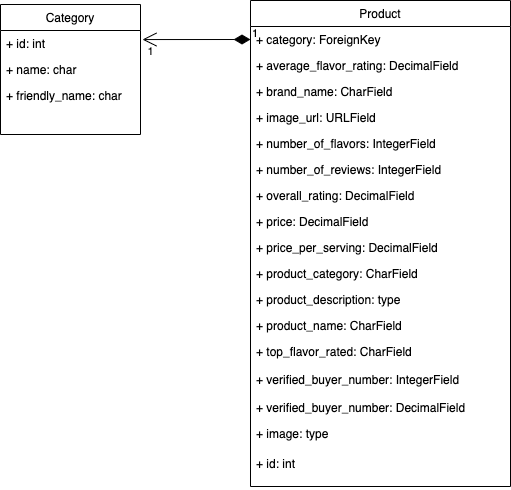 Category
+ id: int
+ name: char
+ friendly_name: char
1
1
Product
+ category: ForeignKey
+ average_flavor_rating: DecimalField
+ brand_name: CharField
+ image_url: URLField
+ number_of_flavors: IntegerField
+ number_of_reviews: IntegerField
+ overall_rating: DecimalField
+ price: DecimalField
+ price_per_serving: DecimalField
+ product_category: CharField
+ product_description: type
+ product_name: CharField
+ top_flavor_rated: CharField
+ verified_buyer_number: IntegerField
+ verified_buyer_number: DecimalField
+ image: type
+ id: int